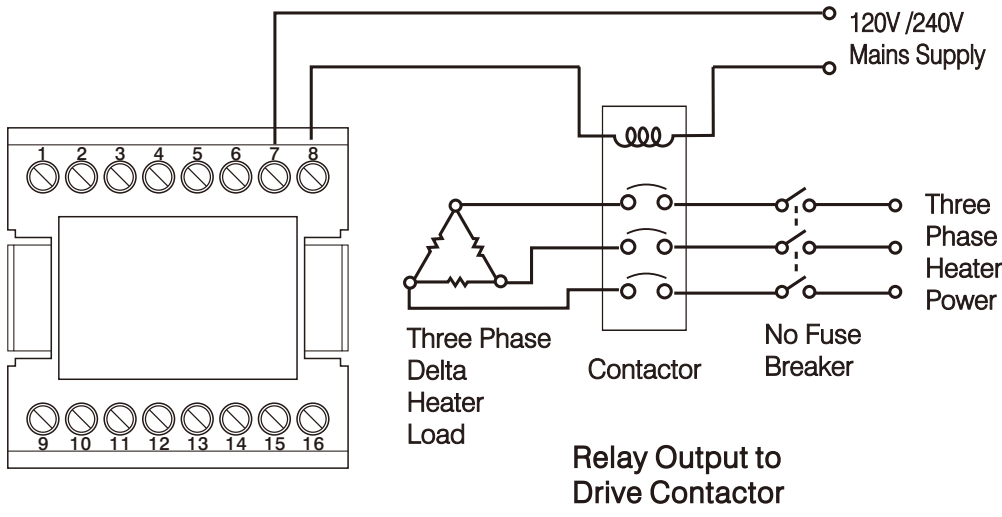 120V /240V
Mains Supply
1 2 3 4 5 6 7 8
Three
Phase
Heater
Power
Three Phase
Delta
Heater
Load
Contactor
No Fuse
Breaker
9 10 11 12 13 14 15 16
Relay Output to
Drive Contactor